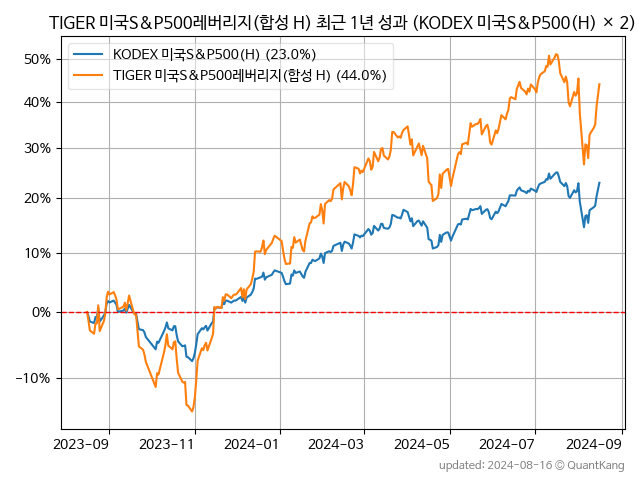 TIGER 미국S&P500레버리지(합성 H) 최근 1년 성과 (KODEX 미국S&P500(H) × 2)
KODEX 미국S&P500(H) (23.0%)
TIGER 미국S&P500레버리지(합성 H) (44.0%)
50%
40%
30%
20%
10%
0%
−10%
2023-09 2023-11 2024-01 2024-03 2024-05 2024-07 2024-09
updated: 2024-08-16 © QuantKang